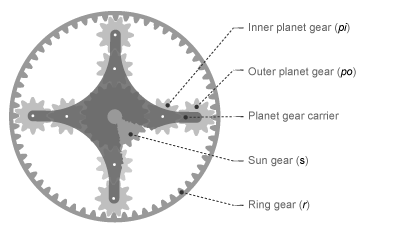 Inner planet gear (pi)
Outer planet gear (po)
Planet gear carrier
Sun gear (s)
Ring gear (r)